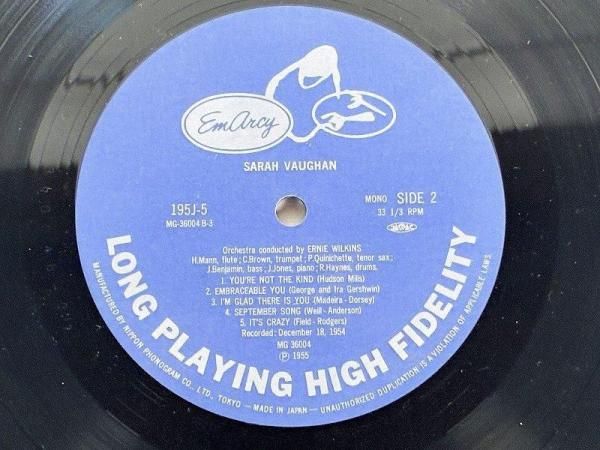 EmArcy
SARAH VAUGHAN
195J-5
MG-36004 B-3
MONO SIDE 2
33 1/3 RPM
Orchestra conducted by ERNIE WILKINS
H.Mann, flute ; C.Brown, trumpet ; P.Quinichette, tenor sax ;
J.Benjamin, bass ; J.Jones, piano ; R.Haynes, drums.
1. YOU'RE NOT THE KIND (Hudson Mills)
2. EMBRACEABLE YOU (George and Ira Gershwin)
3. I'M GLAD THERE IS YOU (Madeira - Dorsey)
4. SEPTEMBER SONG (Weill - Anderson)
5. IT'S CRAZY (Field - Rodgers)
Recorded: December 18, 1954
MG 36004
Ⓟ 1955
LONG PLAYING HIGH FIDELITY
MANUFACTURED BY NIPPON PHONOGRAM CO., LTD., TOKYO — MADE IN JAPAN — UNAUTHORIZED DUPLICATION IS A VIOLATION OF APPLICABLE LAWS